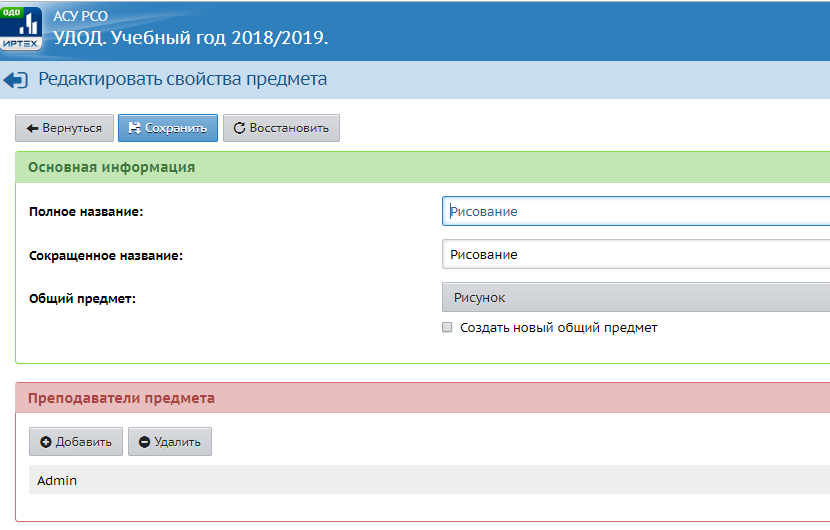 ОДО
ИРТЕХ
АСУ РСО
УДОД. Учебный год 2018/2019.
Редактировать свойства предмета
Вернуться Сохранить Восстановить
Основная информация
Полное название: Рисование
Сокращенное название: Рисование
Общий предмет: Рисунок
Создать новый общий предмет
Преподаватели предмета
Добавить Удалить
Admin